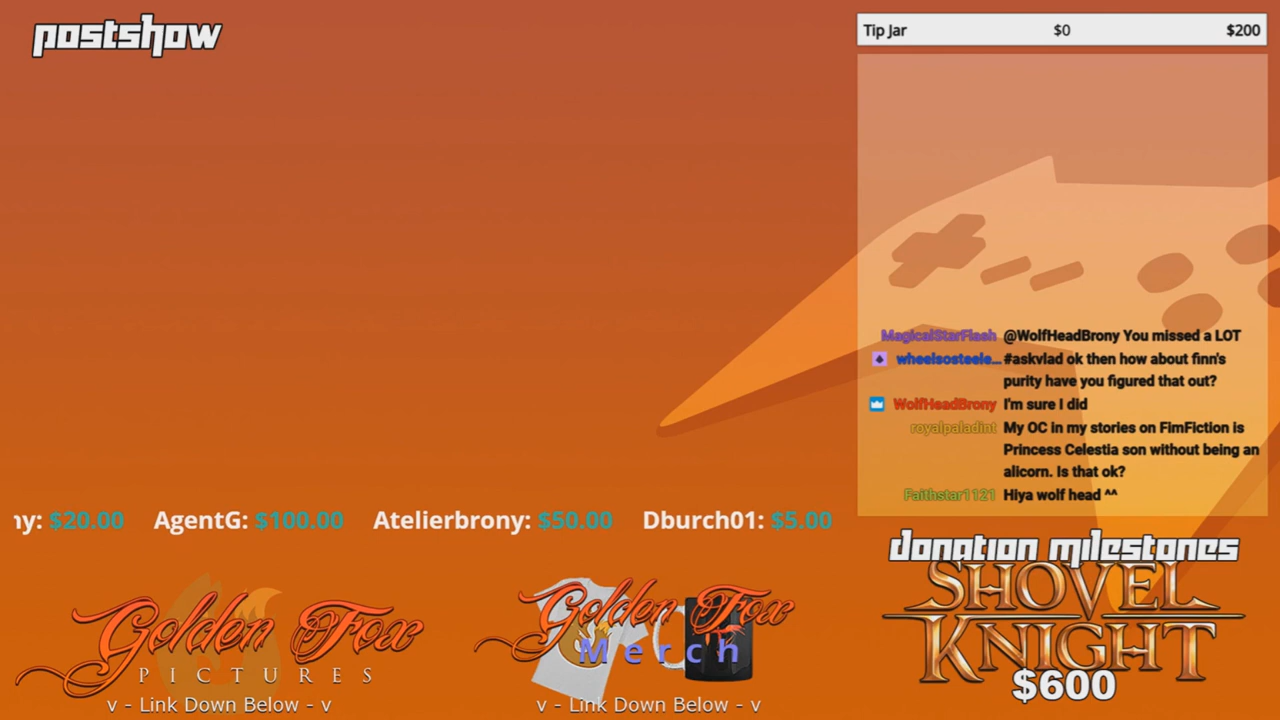 postshow
Tip Jar $0 $200
MagicalStarFlash @WolfHeadBrony You missed a LOT
wheelsosteele... #askvlad ok then how about finn's
purity have you figured that out?
WolfHeadBrony I'm sure I did
royalpaladint My OC in my stories on FimFiction is
Princess Celestia son without being an
alicorn. Is that ok?
Faithstar1121 Hiya wolf head ^^
ny: $20.00 AgentG: $100.00 Atelierbrony: $50.00 Dburch01: $5.00
donation milestones
SHOVEL
KNIGHT
$600
Golden Fox
PICTURES
v - Link Down Below - v
Golden Fox
Merch
v - Link Down Below - v